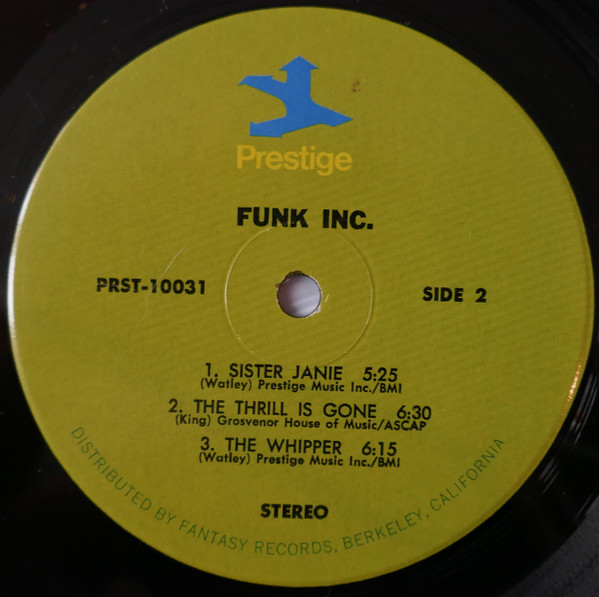 Prestige
FUNK INC.
PRST-10031
SIDE 2
1. SISTER JANIE 5:25
(Watley) Prestige Music Inc./BMI
2. THE THRILL IS GONE 6:30
(King) Grosvenor House of Music/ASCAP
3. THE WHIPPER 6:15
(Watley) Prestige Music Inc./BMI
STEREO
DISTRIBUTED BY FANTASY RECORDS, BERKELEY, CALIFORNIA